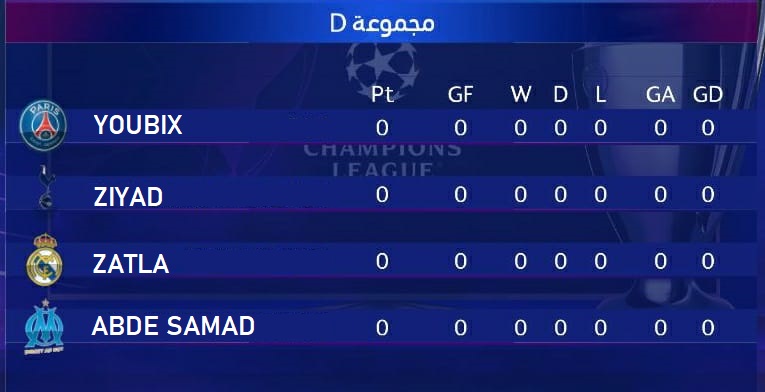 مجموعة D
Pt GF W D L GA GD
PARIS
YOUBIX 0 0 0 0 0 0 0
CHAMPIONS
LEAGUE
ZIYAD 0 0 0 0 0 0 0
ZATLA 0 0 0 0 0 0 0
ABDE SAMAD 0 0 0 0 0 0 0